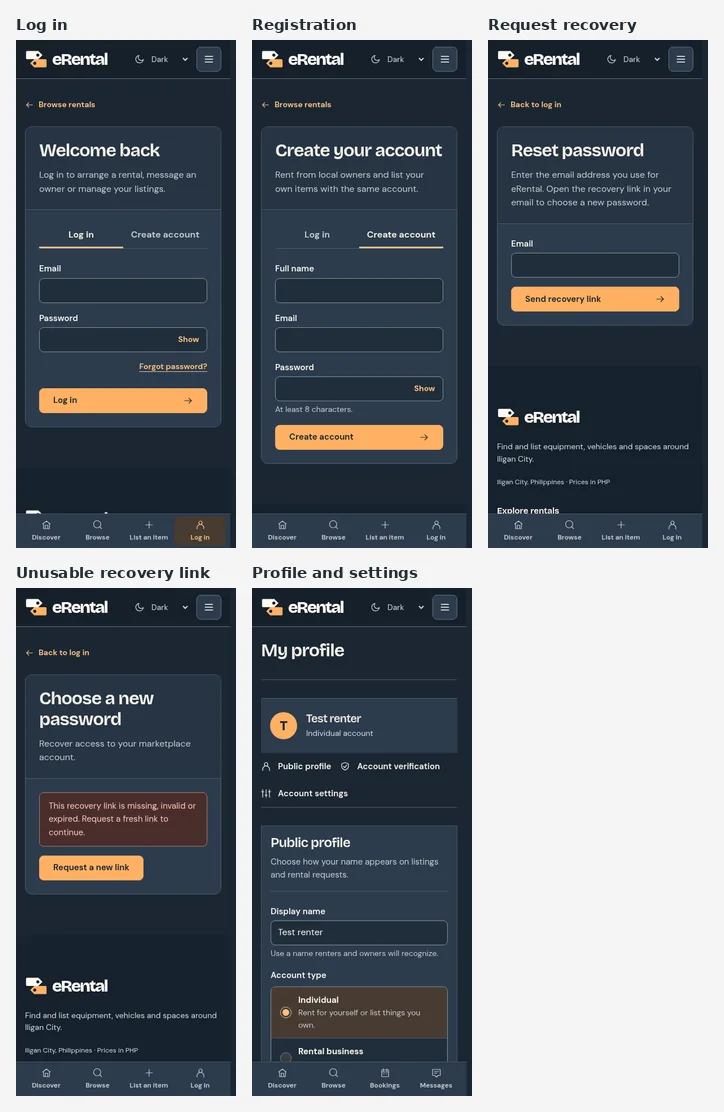 Log in
eRental
Dark
Browse rentals
Welcome back
Log in to arrange a rental, message an
owner or manage your listings.
Log in
Create account
Email
Password
Show
Forgot password?
Log in
Discover
Browse
List an item
Log in
Registration
eRental
Dark
Browse rentals
Create your account
Rent from local owners and list your
own items with the same account.
Log in
Create account
Full name
Email
Password
Show
At least 8 characters.
Create account
Discover
Browse
List an item
Log in
Request recovery
eRental
Dark
Back to log in
Reset password
Enter the email address you use for
eRental. Open the recovery link in your
email to choose a new password.
Email
Send recovery link
eRental
Find and list equipment, vehicles and spaces around
Iligan City.
Iligan City, Philippines · Prices in PHP
Explore rentals
Discover
Browse
List an item
Log in
Unusable recovery link
eRental
Dark
Back to log in
Choose a new
password
Recover access to your marketplace
account.
This recovery link is missing, invalid or
expired. Request a fresh link to
continue.
Request a new link
eRental
Find and list equipment, vehicles and spaces around
Iligan City.
Iligan City, Philippines · Prices in PHP
Discover
Browse
List an item
Log in
Profile and settings
eRental
Dark
My profile
T
Test renter
Individual account
Public profile
Account verification
Account settings
Public profile
Choose how your name appears on listings
and rental requests.
Display name
Test renter
Use a name renters and owners will recognize.
Account type
Individual
Rent for yourself or list things you
own.
Rental business
Discover
Browse
Bookings
Messages